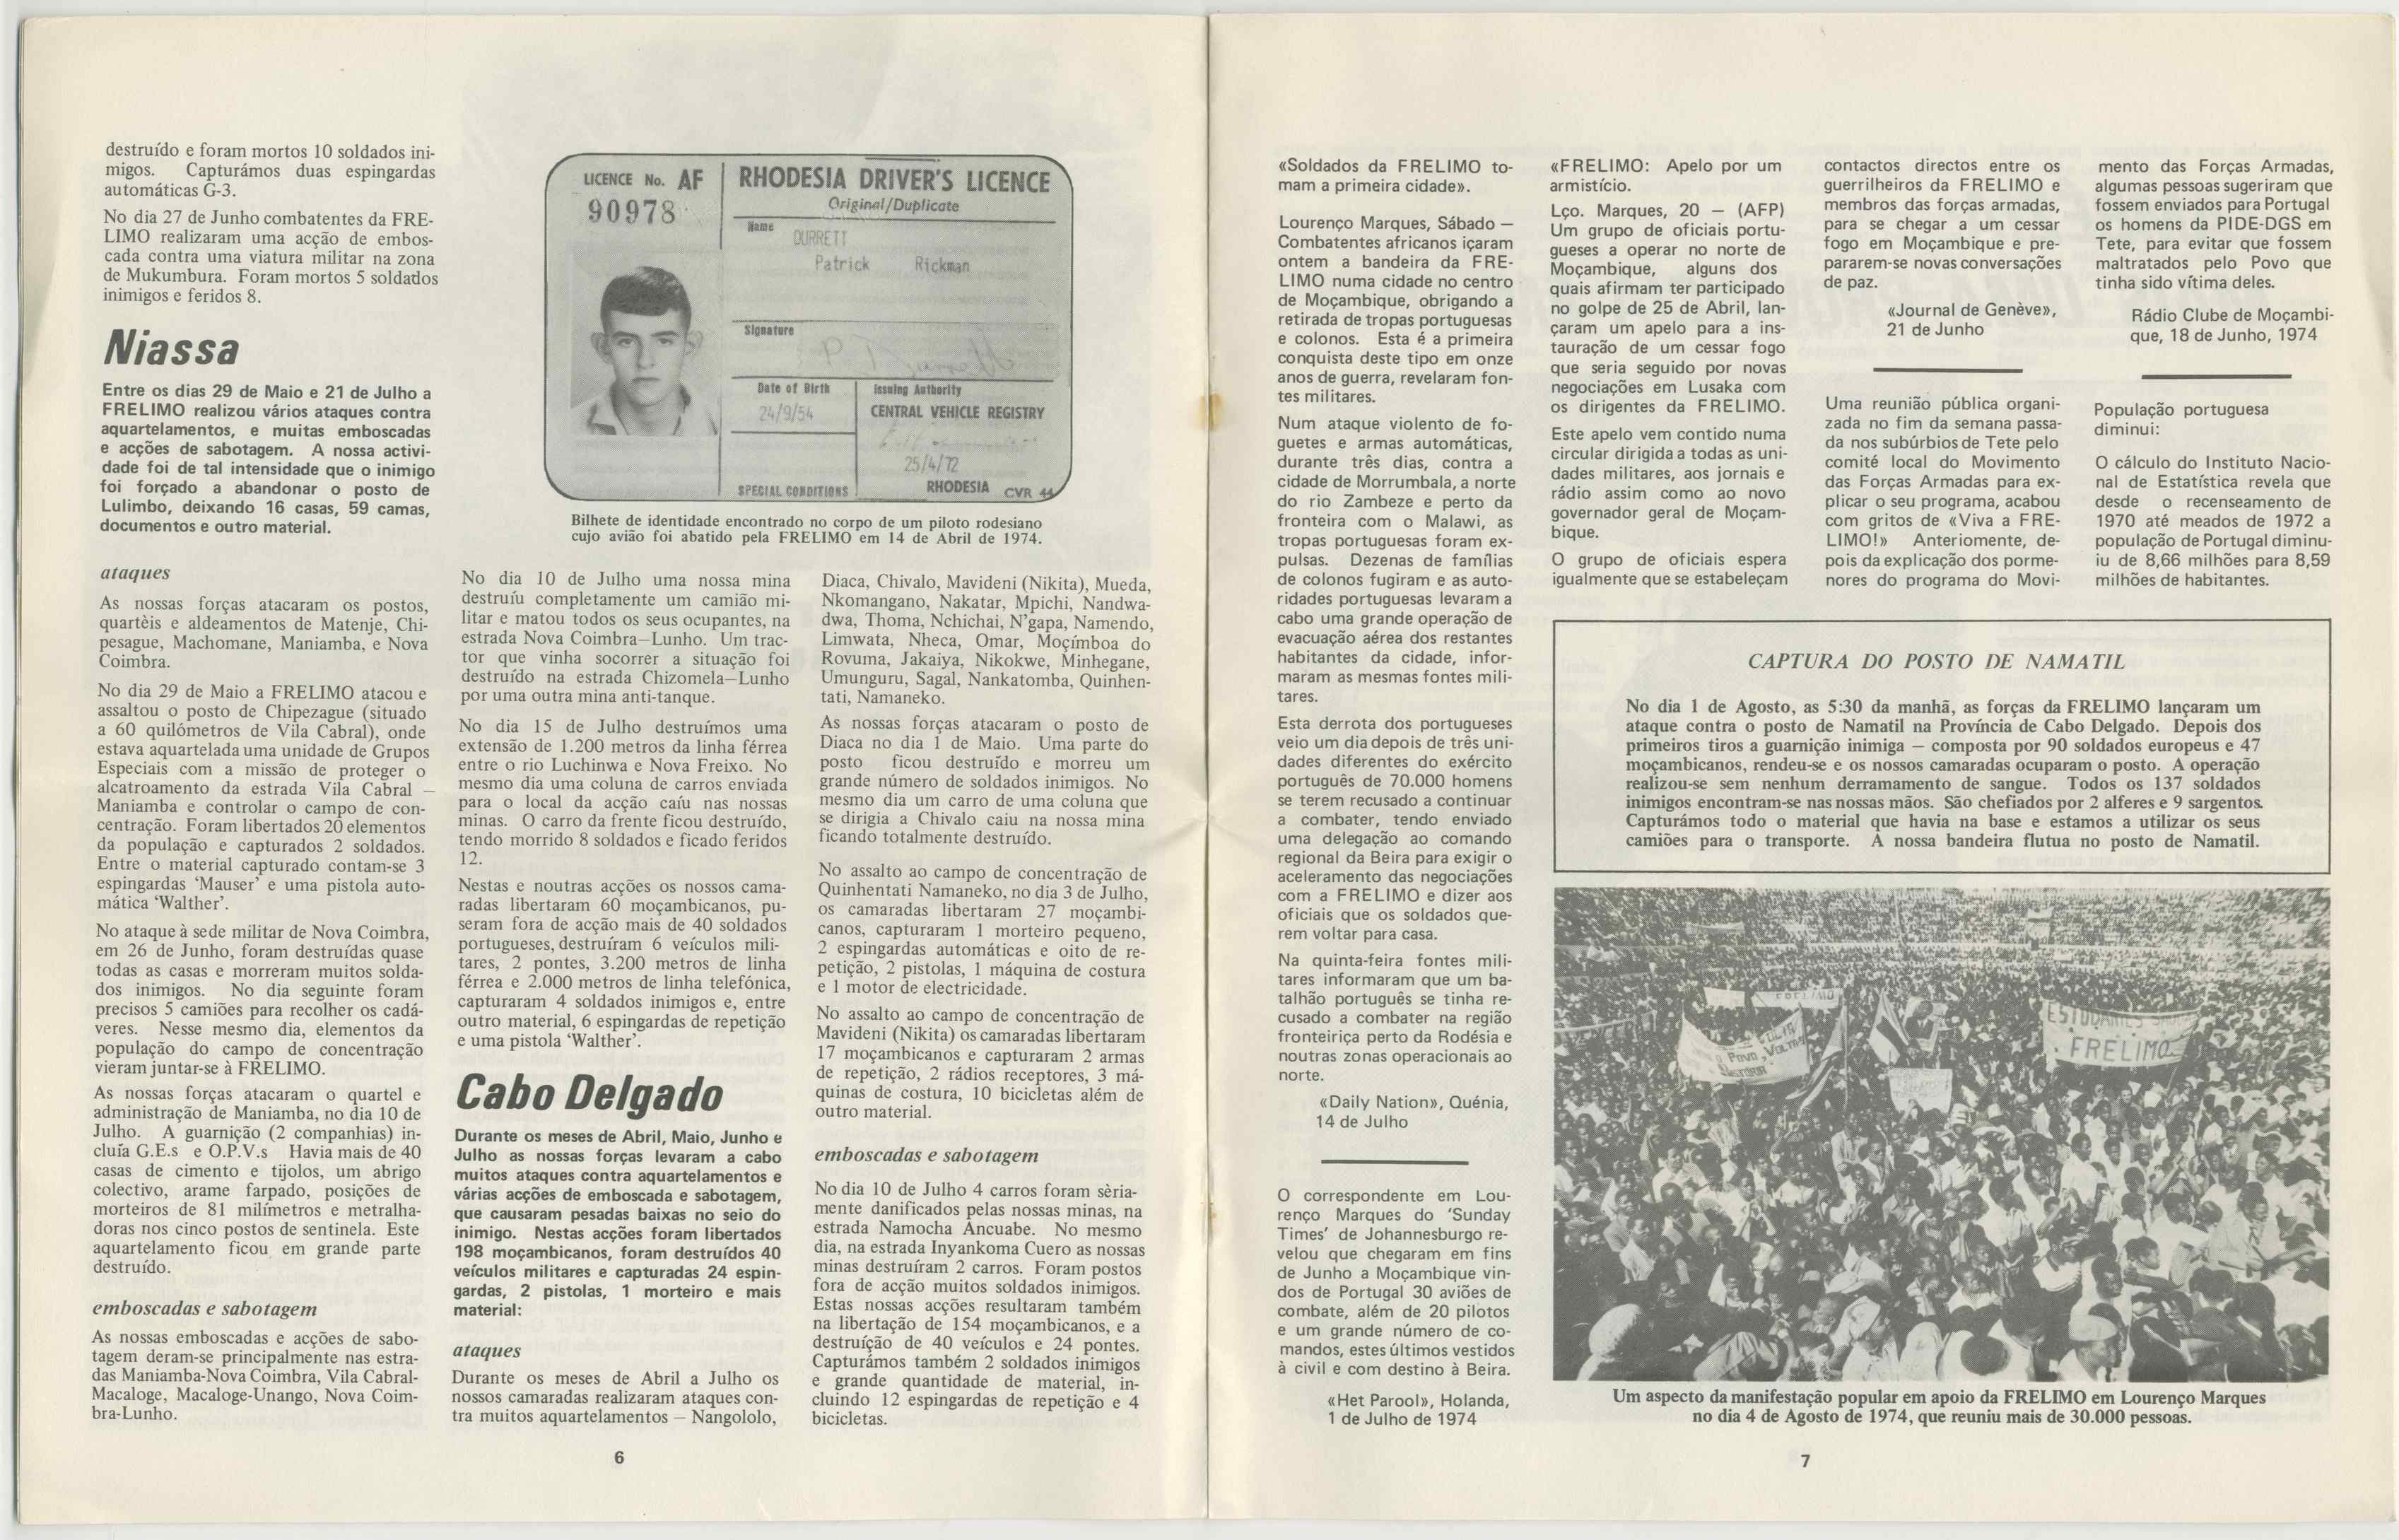 destruído e foram mortos 10 soldados ini-
migos. Capturámos duas espingardas
automáticas G-3.
No dia 27 de Junho combatentes da FRE-
LIMO realizaram uma acção de embos-
cada contra uma viatura militar na zona
de Mukumbura. Foram mortos 5 soldados
inimigos e feridos 8.
Niassa
Entre os dias 29 de Maio e 21 de Julho a
FRELIMO realizou vários ataques contra
aquartelamentos, e muitas emboscadas
e acções de sabotagem. A nossa activi-
dade foi de tal intensidade que o inimigo
foi forçado a abandonar o posto de
Lulimbo, deixando 16 casas, 59 camas,
documentos e outro material.
ataques
As nossas forças atacaram os postos,
quartèis e aldeamentos de Matenje, Chi-
pesague, Machomane, Maniamba, e Nova
Coimbra.
No dia 29 de Maio a FRELIMO atacou e
assaltou o posto de Chipezague (situado
a 60 quilómetros de Vila Cabral), onde
estava aquartelada uma unidade de Grupos
Especiais com a missão de proteger o
alcatroamento da estrada Vila Cabral —
Maniamba e controlar o campo de con-
centração. Foram libertados 20 elementos
da população e capturados 2 soldados.
Entre o material capturado contam-se 3
espingardas ‘Mauser’ e uma pistola auto-
mática ‘Walther’.
No ataque à sede militar de Nova Coimbra,
em 26 de Junho, foram destruídas quase
todas as casas e morreram muitos solda-
dos inimigos. No dia seguinte foram
precisos 5 camiões para recolher os cadá-
veres. Nesse mesmo dia, elementos da
população do campo de concentração
vieram juntar-se à FRELIMO.
As nossas forças atacaram o quartel e
administração de Maniamba, no dia 10 de
Julho. A guarnição (2 companhias) in-
cluía G.E.s e O.P.V.s Havia mais de 40
casas de cimento e tijolos, um abrigo
colectivo, arame farpado, posições de
morteiros de 81 milímetros e metralha-
doras nos cinco postos de sentinela. Este
aquartelamento ficou em grande parte
destruído.
emboscadas e sabotagem
As nossas emboscadas e acções de sabo-
tagem deram-se principalmente nas estra-
das Maniamba-Nova Coimbra, Vila Cabral-
Macaloge, Macaloge-Unango, Nova Coim-
bra-Lunho.
LICENCE No. AF
90978
RHODESIA DRIVER'S LICENCE
Original/Duplicate
Name
DURRETT
Patrick Rickman
Signature
Date of Birth
24/9/54
Issuing Authority
CENTRAL VEHICLE REGISTRY
25/4/72
SPECIAL CONDITIONS
RHODESIA CVR 44
Bilhete de identidade encontrado no corpo de um piloto rodesiano
cujo avião foi abatido pela FRELIMO em 14 de Abril de 1974.
No dia 10 de Julho uma nossa mina
destruíu completamente um camião mi-
litar e matou todos os seus ocupantes, na
estrada Nova Coimbra—Lunho. Um trac-
tor que vinha socorrer a situação foi
destruído na estrada Chizomela—Lunho
por uma outra mina anti-tanque.
No dia 15 de Julho destruímos uma
extensão de 1.200 metros da linha férrea
entre o rio Luchinwa e Nova Freixo. No
mesmo dia uma coluna de carros enviada
para o local da acção caíu nas nossas
minas. O carro da frente ficou destruído,
tendo morrido 8 soldados e ficado feridos
12.
Nestas e noutras acções os nossos cama-
radas libertaram 60 moçambicanos, pu-
seram fora de acção mais de 40 soldados
portugueses, destruíram 6 veículos mili-
tares, 2 pontes, 3.200 metros de linha
férrea e 2.000 metros de linha telefónica,
capturaram 4 soldados inimigos e, entre
outro material, 6 espingardas de repetição
e uma pistola ‘Walther’.
Cabo Delgado
Durante os meses de Abril, Maio, Junho e
Julho as nossas forças levaram a cabo
muitos ataques contra aquartelamentos e
várias acções de emboscada e sabotagem,
que causaram pesadas baixas no seio do
inimigo. Nestas acções foram libertados
198 moçambicanos, foram destruídos 40
veículos militares e capturadas 24 espin-
gardas, 2 pistolas, 1 morteiro e mais
material:
ataques
Durante os meses de Abril a Julho os
nossos camaradas realizaram ataques con-
tra muitos aquartelamentos — Nangololo,
Diaca, Chivalo, Mavideni (Nikita), Mueda,
Nkomangano, Nakatar, Mpichi, Nandwa-
dwa, Thoma, Nchichai, N'gapa, Namendo,
Limwata, Nheca, Omar, Moçímboa do
Rovuma, Jakaiya, Nikokwe, Minhegane,
Umunguru, Sagal, Nankatomba, Quinhen-
tati, Namaneko.
As nossas forças atacaram o posto de
Diaca no dia 1 de Maio. Uma parte do
posto ficou destruído e morreu um
grande número de soldados inimigos. No
mesmo dia um carro de uma coluna que
se dirigia a Chivalo caiu na nossa mina
ficando totalmente destruído.
No assalto ao campo de concentração de
Quinhentati Namaneko, no dia 3 de Julho,
os camaradas libertaram 27 moçambi-
canos, capturaram 1 morteiro pequeno,
2 espingardas automáticas e oito de re-
petição, 2 pistolas, 1 máquina de costura
e 1 motor de electricidade.
No assalto ao campo de concentração de
Mavideni (Nikita) os camaradas libertaram
17 moçambicanos e capturaram 2 armas
de repetição, 2 rádios receptores, 3 má-
quinas de costura, 10 bicicletas além de
outro material.
emboscadas e sabotagem
No dia 10 de Julho 4 carros foram sèria-
mente danificados pelas nossas minas, na
estrada Namocha Ancuabe. No mesmo
dia, na estrada Inyankoma Cuero as nossas
minas destruíram 2 carros. Foram postos
fora de acção muitos soldados inimigos.
Estas nossas acções resultaram também
na libertação de 154 moçambicanos, e a
destruíção de 40 veículos e 24 pontes.
Capturámos também 2 soldados inimigos
e grande quantidade de material, in-
cluindo 12 espingardas de repetição e 4
bicicletas.
6
«Soldados da FRELIMO to-
mam a primeira cidade».
Lourenço Marques, Sábado —
Combatentes africanos içaram
ontem a bandeira da FRE-
LIMO numa cidade no centro
de Moçambique, obrigando a
retirada de tropas portuguesas
e colonos. Esta é a primeira
conquista deste tipo em onze
anos de guerra, revelaram fon-
tes militares.
Num ataque violento de fo-
guetes e armas automáticas,
durante três dias, contra a
cidade de Morrumbala, a norte
do rio Zambeze e perto da
fronteira com o Malawi, as
tropas portuguesas foram ex-
pulsas. Dezenas de famílias
de colonos fugiram e as auto-
ridades portuguesas levaram a
cabo uma grande operação de
evacuação aérea dos restantes
habitantes da cidade, infor-
maram as mesmas fontes mili-
tares.
Esta derrota dos portugueses
veio um dia depois de três uni-
dades diferentes do exército
português de 70.000 homens
se terem recusado a continuar
a combater, tendo enviado
uma delegação ao comando
regional da Beira para exigir o
aceleramento das negociações
com a FRELIMO e dizer aos
oficiais que os soldados que-
rem voltar para casa.
Na quinta-feira fontes mili-
tares informaram que um ba-
talhão português se tinha re-
cusado a combater na região
fronteiriça perto da Rodésia e
noutras zonas operacionais ao
norte.
«Daily Nation», Quénia,
14 de Julho
O correspondente em Lou-
renço Marques do ‘Sunday
Times’ de Johannesburgo re-
velou que chegaram em fins
de Junho a Moçambique vin-
dos de Portugal 30 aviões de
combate, além de 20 pilotos
e um grande número de co-
mandos, estes últimos vestidos
à civil e com destino à Beira.
«Het Parool», Holanda,
1 de Julho de 1974
«FRELIMO: Apelo por um
armistício.
Lço. Marques, 20 — (AFP)
Um grupo de oficiais portu-
gueses a operar no norte de
Moçambique, alguns dos
quais afirmam ter participado
no golpe de 25 de Abril, lan-
çaram um apelo para a ins-
tauração de um cessar fogo
que seria seguido por novas
negociações em Lusaka com
os dirigentes da FRELIMO.
Este apelo vem contido numa
circular dirigida a todas as uni-
dades militares, aos jornais e
rádio assim como ao novo
governador geral de Moçam-
bique.
O grupo de oficiais espera
igualmente que se estabeleçam
contactos directos entre os
guerrilheiros da FRELIMO e
membros das forças armadas,
para se chegar a um cessar
fogo em Moçambique e pre-
pararem-se novas conversações
de paz.
«Journal de Genève»,
21 de Junho
Uma reunião pública organi-
zada no fim da semana passa-
da nos subúrbios de Tete pelo
comité local do Movimento
das Forças Armadas para ex-
plicar o seu programa, acabou
com gritos de «Viva a FRE-
LIMO!» Anteriomente, de-
pois da explicação dos porme-
nores do programa do Movi-
mento das Forças Armadas,
algumas pessoas sugeriram que
fossem enviados para Portugal
os homens da PIDE-DGS em
Tete, para evitar que fossem
maltratados pelo Povo que
tinha sido vítima deles.
Rádio Clube de Moçambi-
que, 18 de Junho, 1974
População portuguesa
diminui:
O cálculo do Instituto Nacio-
nal de Estatística revela que
desde o recenseamento de
1970 até meados de 1972 a
população de Portugal diminu-
iu de 8,66 milhões para 8,59
milhões de habitantes.
CAPTURA DO POSTO DE NAMATIL
No dia 1 de Agosto, as 5:30 da manhã, as forças da FRELIMO lançaram um
ataque contra o posto de Namatil na Província de Cabo Delgado. Depois dos
primeiros tiros a guarnição inimiga — composta por 90 soldados europeus e 47
moçambicanos, rendeu-se e os nossos camaradas ocuparam o posto. A operação
realizou-se sem nenhum derramamento de sangue. Todos os 137 soldados
inimigos encontram-se nas nossas mãos. São chefiados por 2 alferes e 9 sargentos.
Capturámos todo o material que havia na base e estamos a utilizar os seus
camiões para o transporte. A nossa bandeira flutua no posto de Namatil.
FRELIMO
POVO
ESTUDANTES
FRELIMO
Um aspecto da manifestação popular em apoio da FRELIMO em Lourenço Marques
no dia 4 de Agosto de 1974, que reuniu mais de 30.000 pessoas.
7